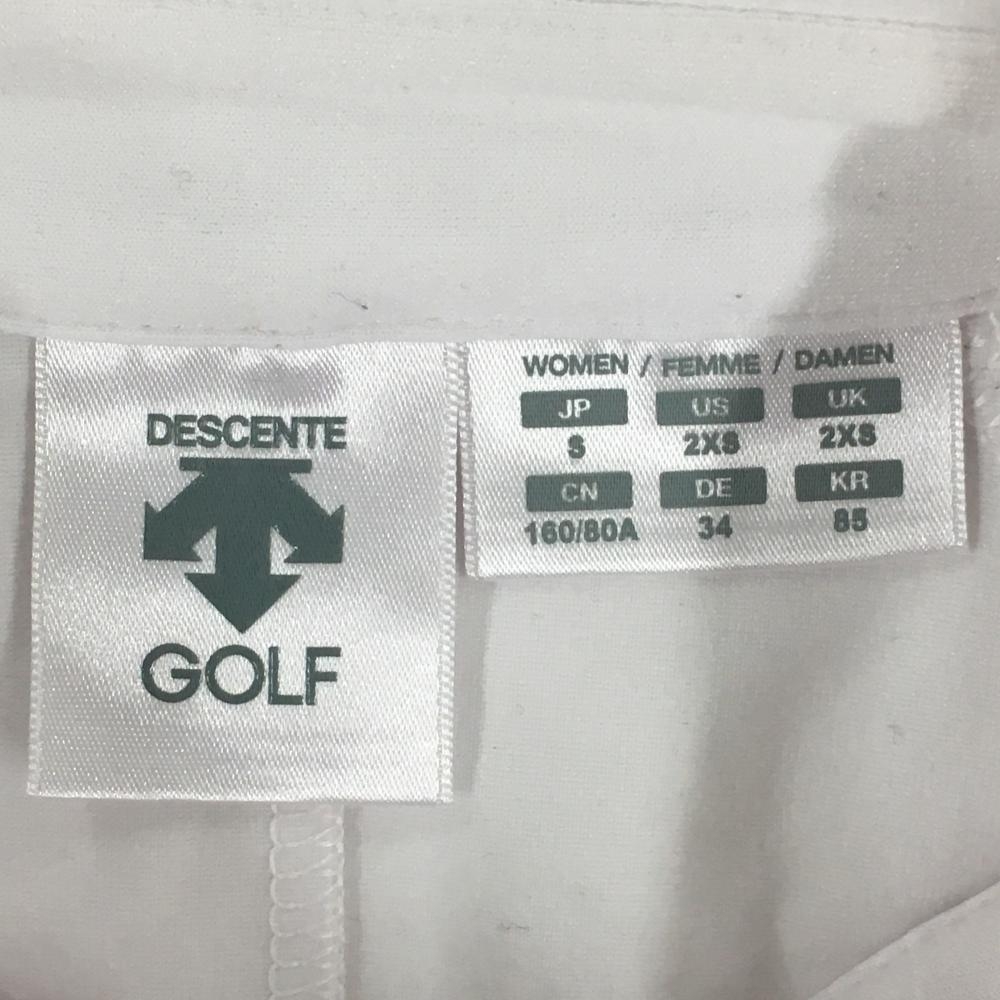 DESCENTE
GOLF
WOMEN / FEMME / DAMEN
JP US UK
S 2XS 2XS
CN DE KR
160/80A 34 85